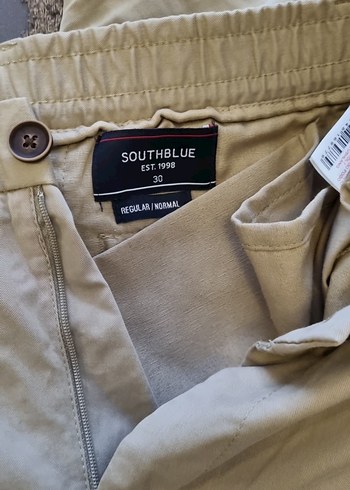 SOUTHBLUE
EST. 1998
30
REGULAR / NORMAL